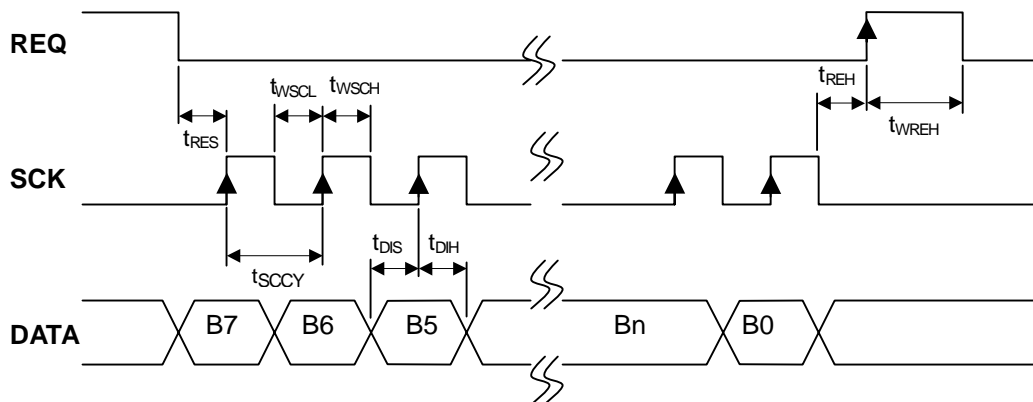 REQ
tREH
tWSCL
tWSCH
tWREH
tRES
SCK
tDIS
tDIH
tSCCY
B7
B6
B5
Bn
B0
DATA